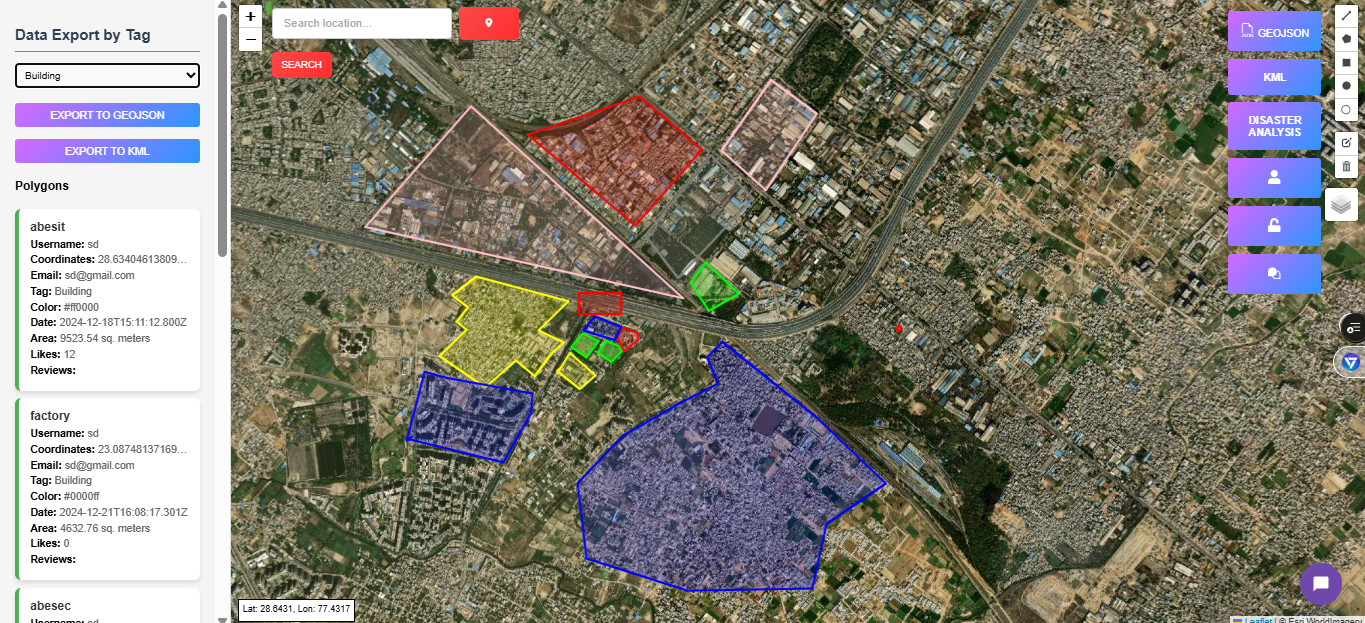 Data Export by Tag
Building
EXPORT TO GEOJSON
EXPORT TO KML
Polygons
abesit
Username: sd
Coordinates: 28.63404613809...
Email: sd@gmail.com
Tag: Building
Color: #ff0000
Date: 2024-12-18T15:11:12.800Z
Area: 9523.54 sq. meters
Likes: 12
Reviews:
factory
Username: sd
Coordinates: 23.08748137169...
Email: sd@gmail.com
Tag: Building
Color: #0000ff
Date: 2024-12-21T16:08:17.301Z
Area: 4632.76 sq. meters
Likes: 0
Reviews:
abesec
Username: sd
+
−
Search location...
SEARCH
GEOJSON
KML
DISASTER
ANALYSIS
Lat: 28.6431, Lon: 77.4317
Leaflet | © Esri WorldImagery